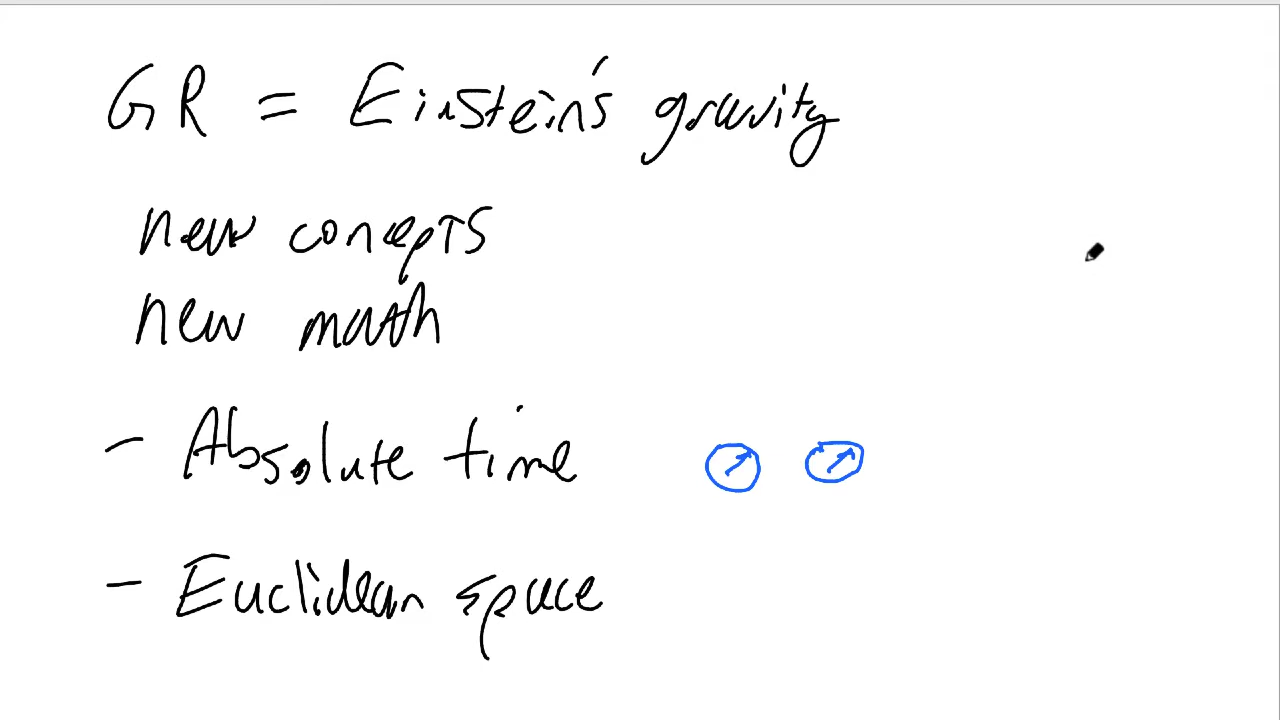 GR = Einstein's gravity
new concepts
new math
- Absolute time
- Euclidean space